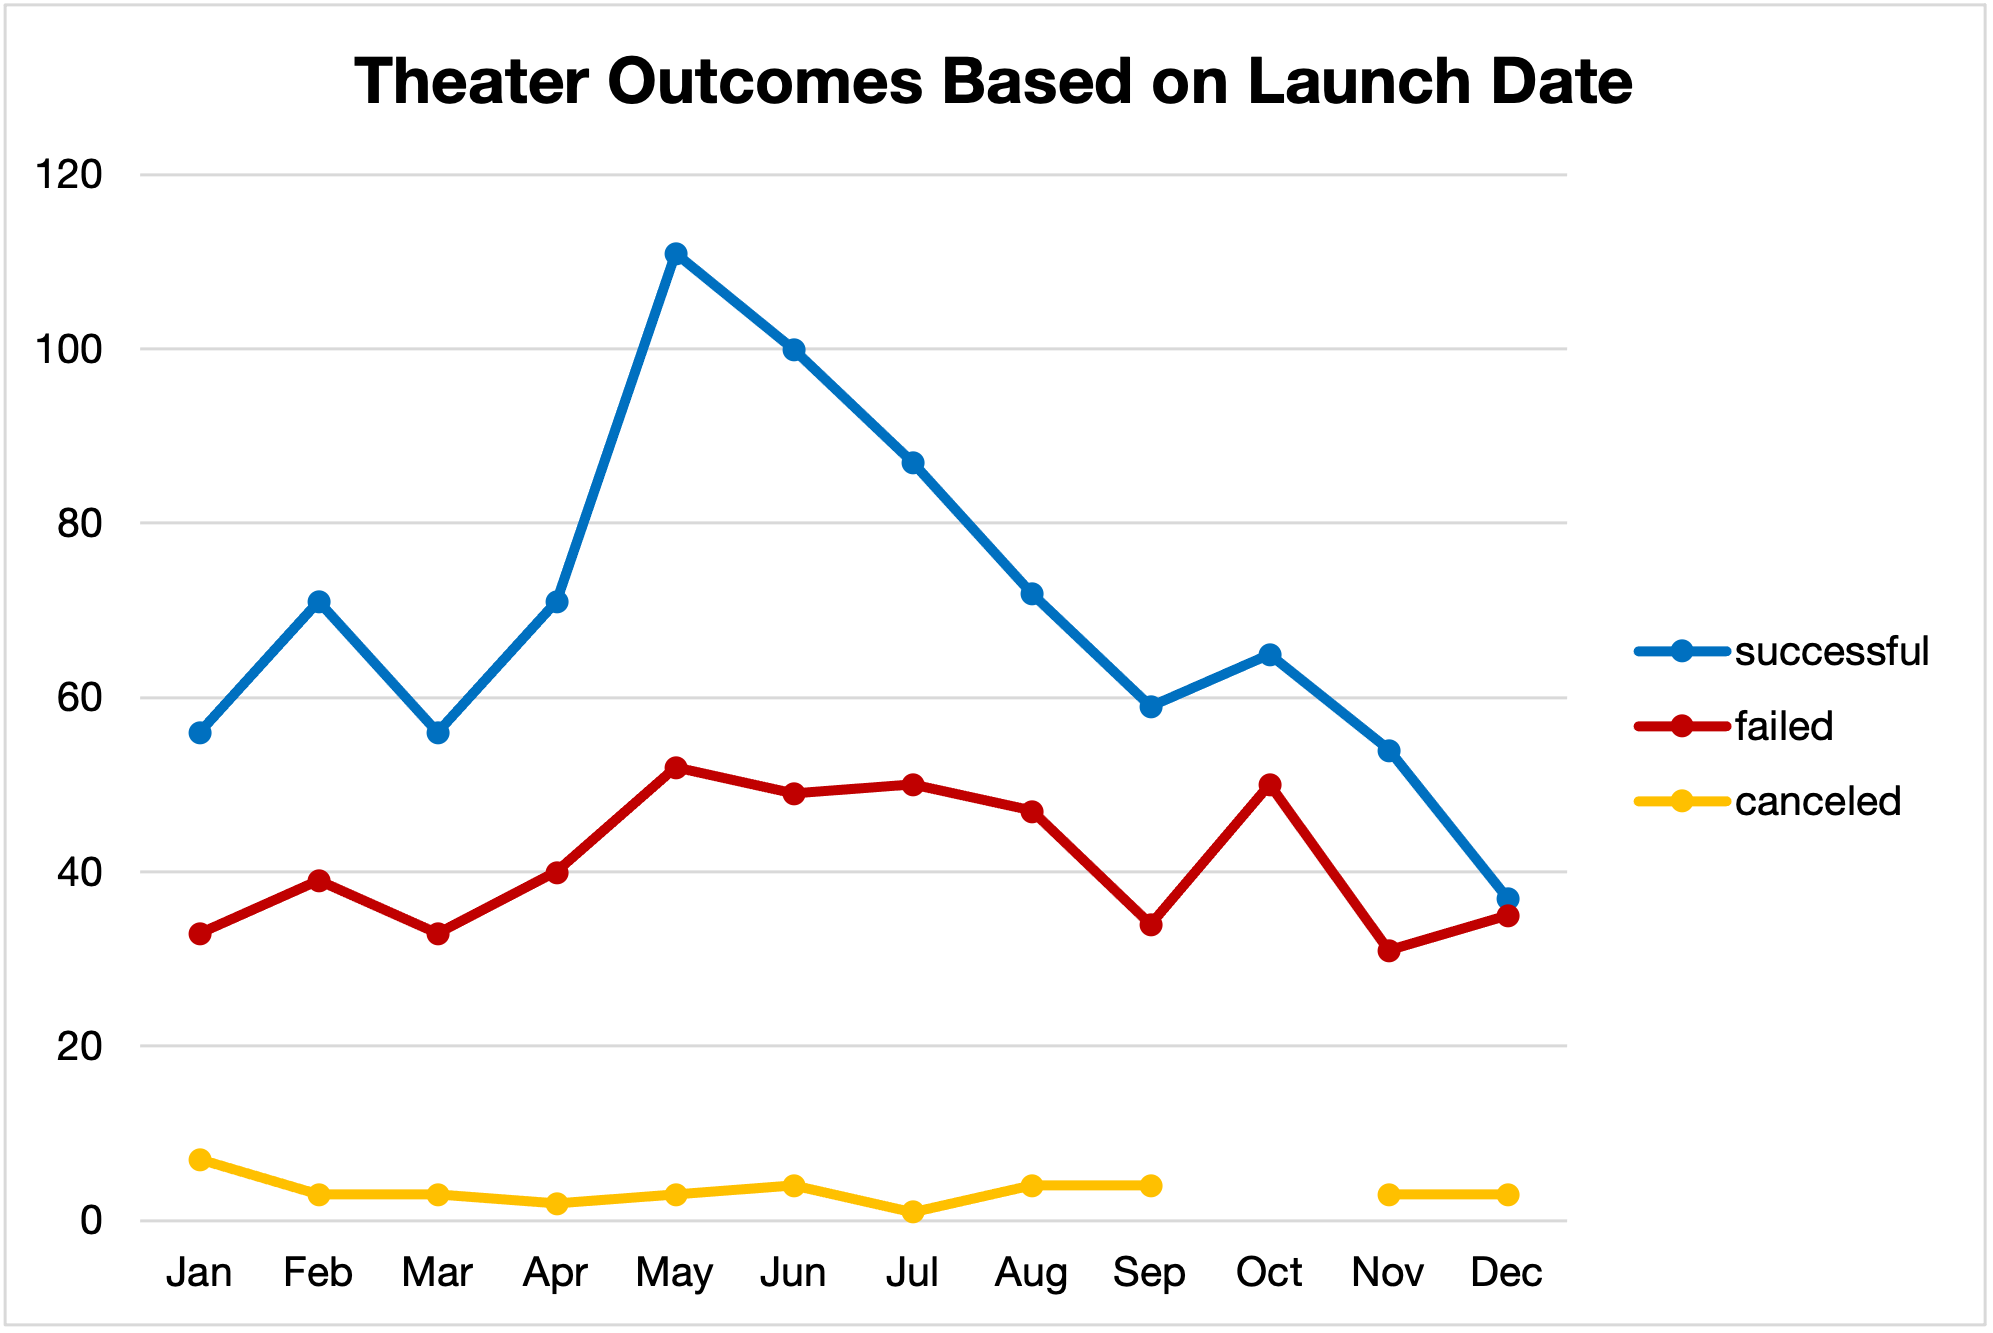 Theater Outcomes Based on Launch Date
120
100
80
60
40
20
0
Jan Feb Mar Apr May Jun Jul Aug Sep Oct Nov Dec
successful
failed
canceled